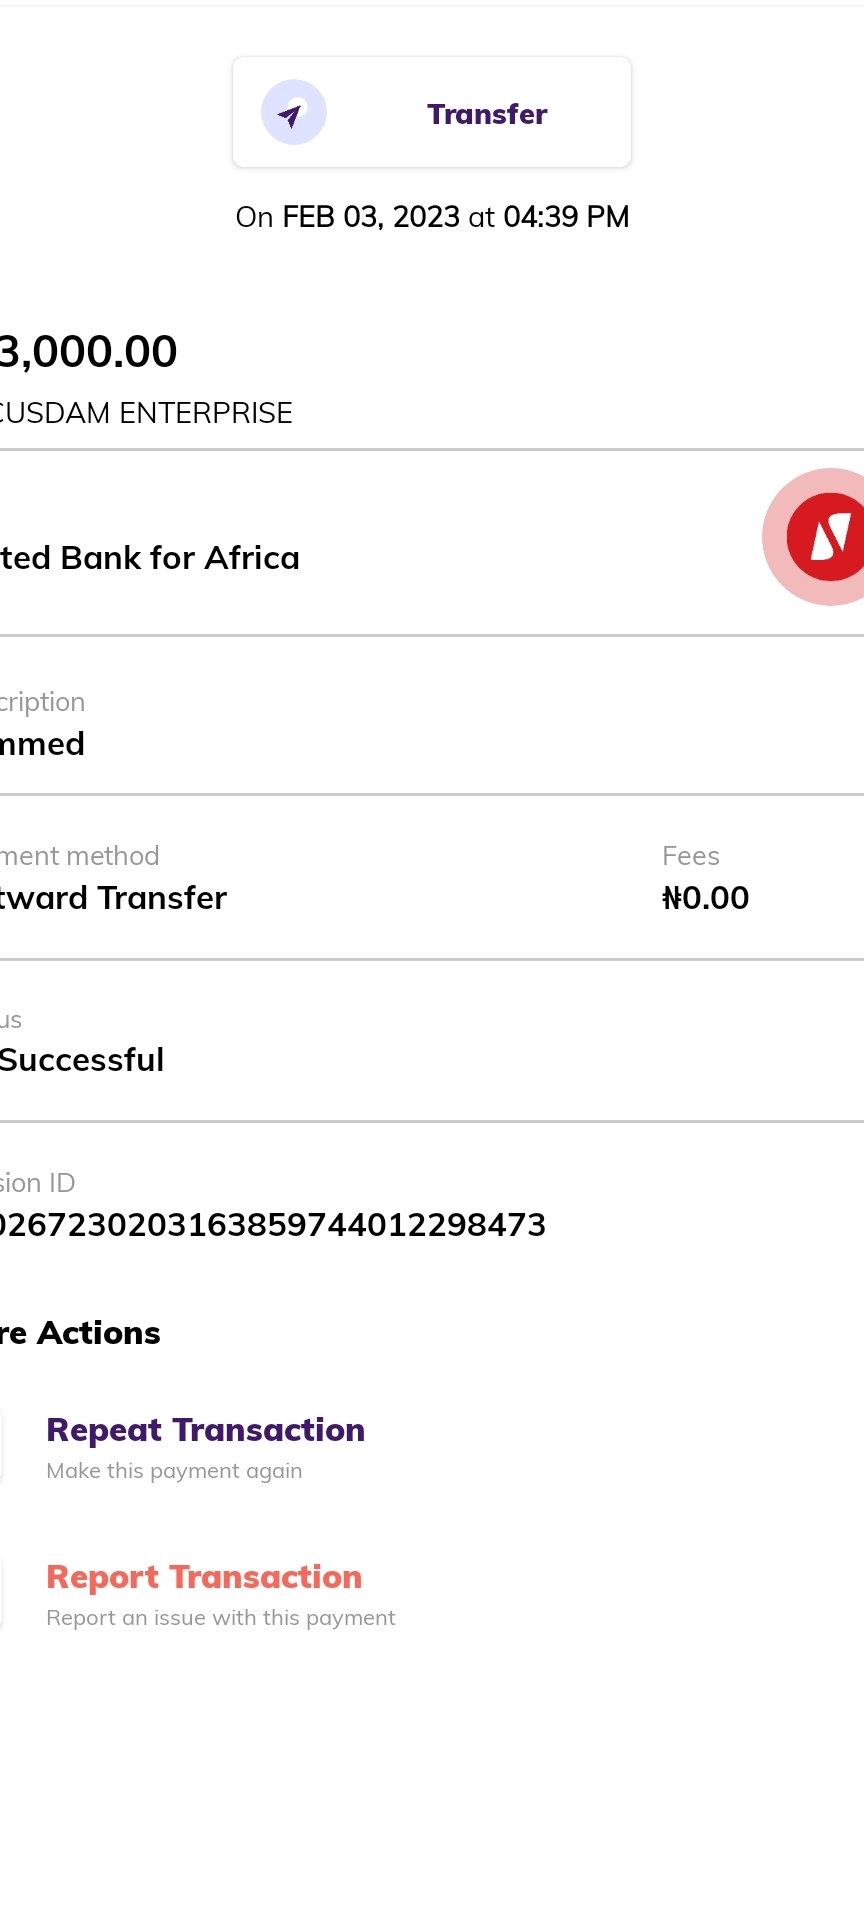 Transfer
On FEB 03, 2023 at 04:39 PM
3,000.00
CUSDAM ENTERPRISE
ted Bank for Africa
cription
mmed
ment method
Fees
tward Transfer
₦0.00
us
Successful
sion ID
026723020316385974401229​8473
re Actions
Repeat Transaction
Make this payment again
Report Transaction
Report an issue with this payment